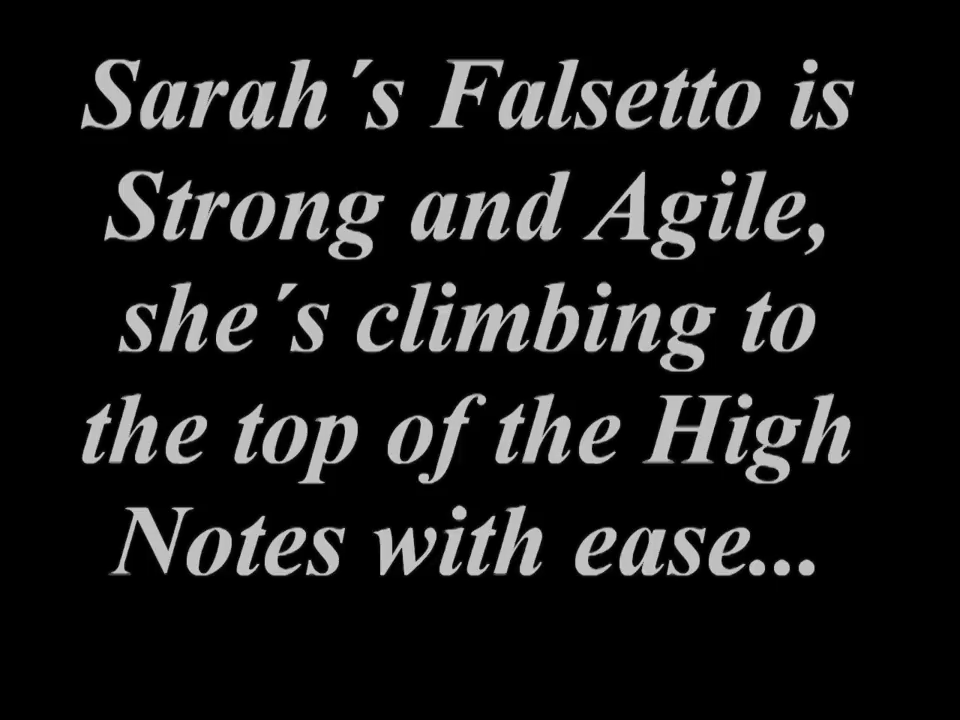 Sarah´s Falsetto is
Strong and Agile,
she´s climbing to
the top of the High
Notes with ease...